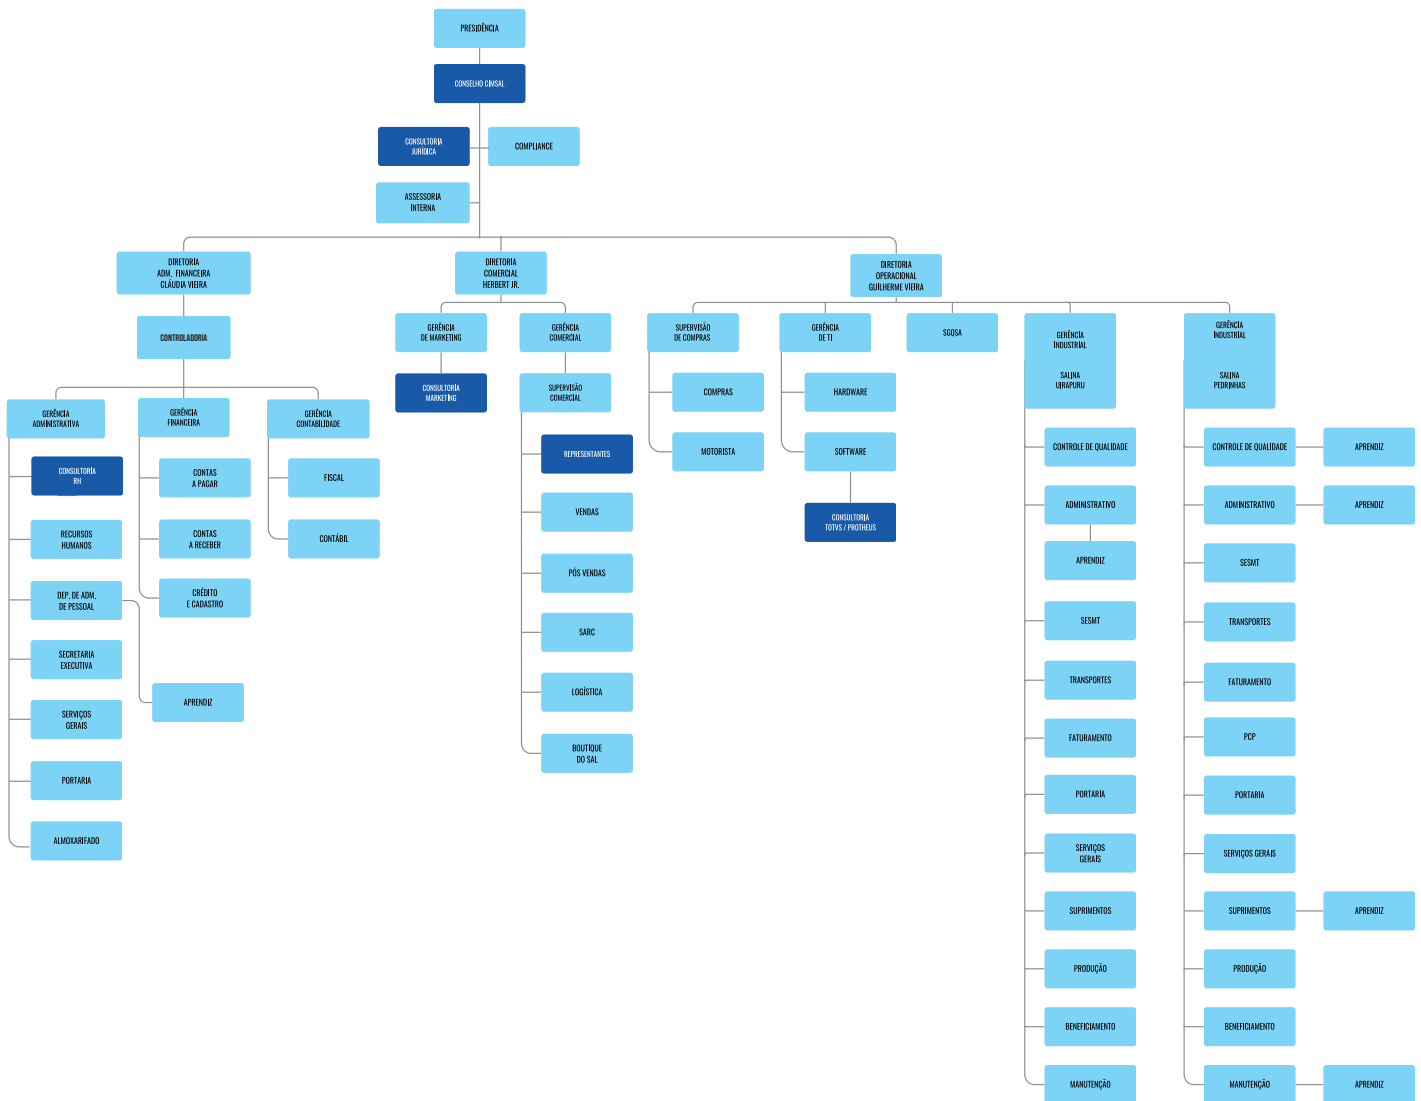 PRESIDÊNCIA
CONSELHO CIMSAL
CONSULTORIA
JURÍDICA
COMPLIANCE
ASSESSORIA
INTERNA
DIRETORIA
ADM. FINANCEIRA
CLÁUDIA VIEIRA
CONTROLADORIA
GERÊNCIA
ADMINISTRATIVA
CONSULTORIA
RH
RECURSOS
HUMANOS
DEP. DE ADM.
DE PESSOAL
APRENDIZ
SECRETARIA
EXECUTIVA
SERVIÇOS
GERAIS
PORTARIA
ALMOXARIFADO
GERÊNCIA
FINANCEIRA
CONTAS
A PAGAR
CONTAS
A RECEBER
CRÉDITO
E CADASTRO
GERÊNCIA
CONTABILIDADE
FISCAL
CONTÁBIL
DIRETORIA
COMERCIAL
HERBERT JR.
GERÊNCIA
DE MARKETING
CONSULTORIA
MARKETING
GERÊNCIA
COMERCIAL
SUPERVISÃO
COMERCIAL
REPRESENTANTES
VENDAS
PÓS VENDAS
SARC
LOGÍSTICA
BOUTIQUE
DO SAL
DIRETORIA
OPERACIONAL
GUILHERME VIEIRA
SUPERVISÃO
DE COMPRAS
COMPRAS
MOTORISTA
GERÊNCIA
DE TI
HARDWARE
SOFTWARE
CONSULTORIA
TOTVS / PROTHEUS
SGQSA
GERÊNCIA
INDUSTRIAL
SALINA
UIRAPURU
CONTROLE DE QUALIDADE
ADMINISTRATIVO
APRENDIZ
SESMT
TRANSPORTES
FATURAMENTO
PORTARIA
SERVIÇOS
GERAIS
SUPRIMENTOS
PRODUÇÃO
BENEFICIAMENTO
MANUTENÇÃO
GERÊNCIA
INDUSTRIAL
SALINA
PEDRINHAS
CONTROLE DE QUALIDADE
APRENDIZ
ADMINISTRATIVO
APRENDIZ
SESMT
TRANSPORTES
FATURAMENTO
PCP
PORTARIA
SERVIÇOS GERAIS
SUPRIMENTOS
APRENDIZ
PRODUÇÃO
BENEFICIAMENTO
MANUTENÇÃO
APRENDIZ